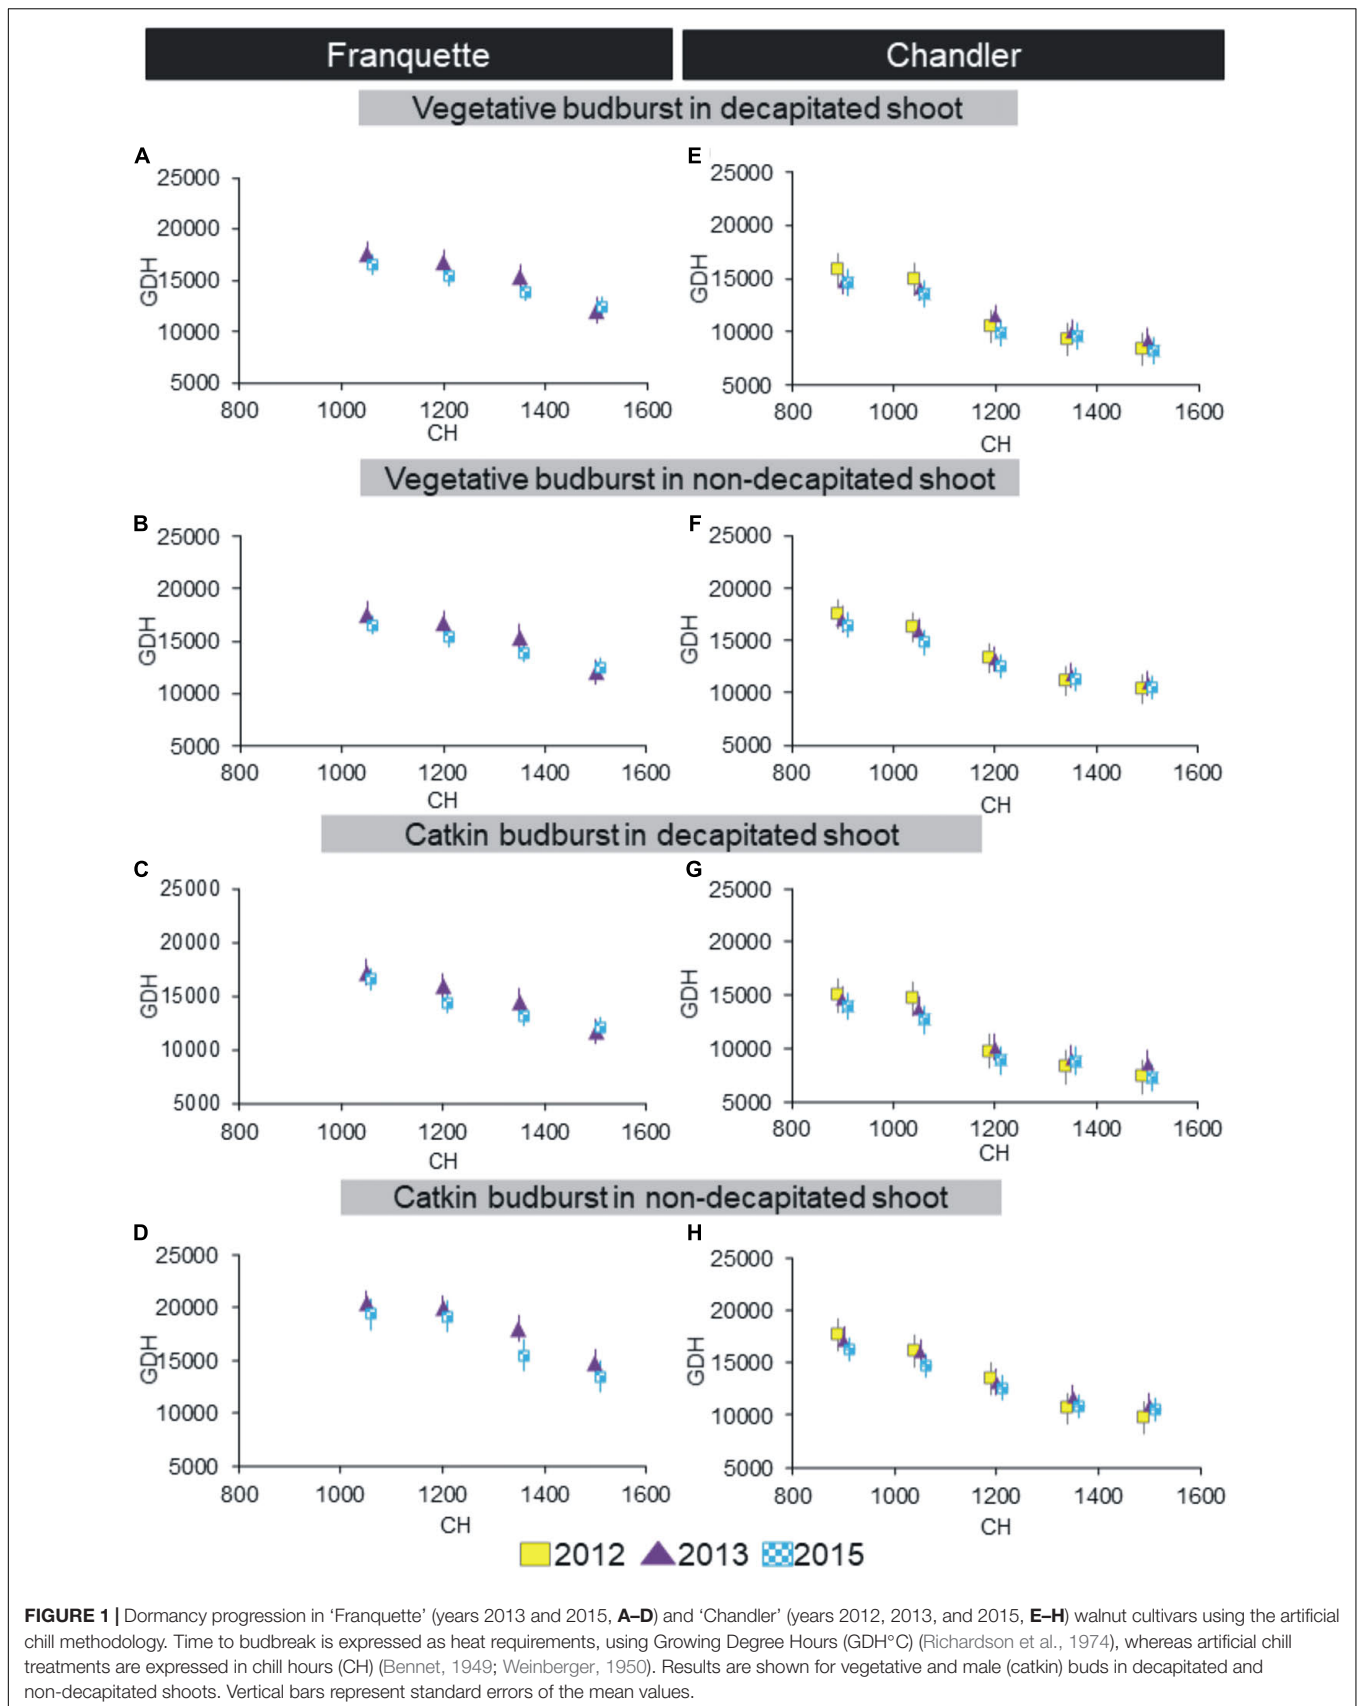 Franquette
Chandler
Vegetative budburst in decapitated shoot
A
25000
20000
15000
10000
5000
GDH
800 1000 1200 1400 1600
CH
E
25000
20000
15000
10000
5000
GDH
800 1000 1200 1400 1600
CH
Vegetative budburst in non-decapitated shoot
B
25000
20000
15000
10000
5000
GDH
800 1000 1200 1400 1600
CH
F
25000
20000
15000
10000
5000
GDH
800 1000 1200 1400 1600
CH
Catkin budburst in decapitated shoot
C
25000
20000
15000
10000
5000
GDH
800 1000 1200 1400 1600
CH
G
25000
20000
15000
10000
5000
GDH
800 1000 1200 1400 1600
CH
Catkin budburst in non-decapitated shoot
D
25000
20000
15000
10000
5000
GDH
800 1000 1200 1400 1600
CH
H
25000
20000
15000
10000
5000
GDH
800 1000 1200 1400 1600
CH
2012 2013 2015
FIGURE 1 | Dormancy progression in ‘Franquette’ (years 2013 and 2015, A–D) and ‘Chandler’ (years 2012, 2013, and 2015, E–H) walnut cultivars using the artificial
chill methodology. Time to budbreak is expressed as heat requirements, using Growing Degree Hours (GDH°C) (Richardson et al., 1974), whereas artificial chill
treatments are expressed in chill hours (CH) (Bennet, 1949; Weinberger, 1950). Results are shown for vegetative and male (catkin) buds in decapitated and
non-decapitated shoots. Vertical bars represent standard errors of the mean values.